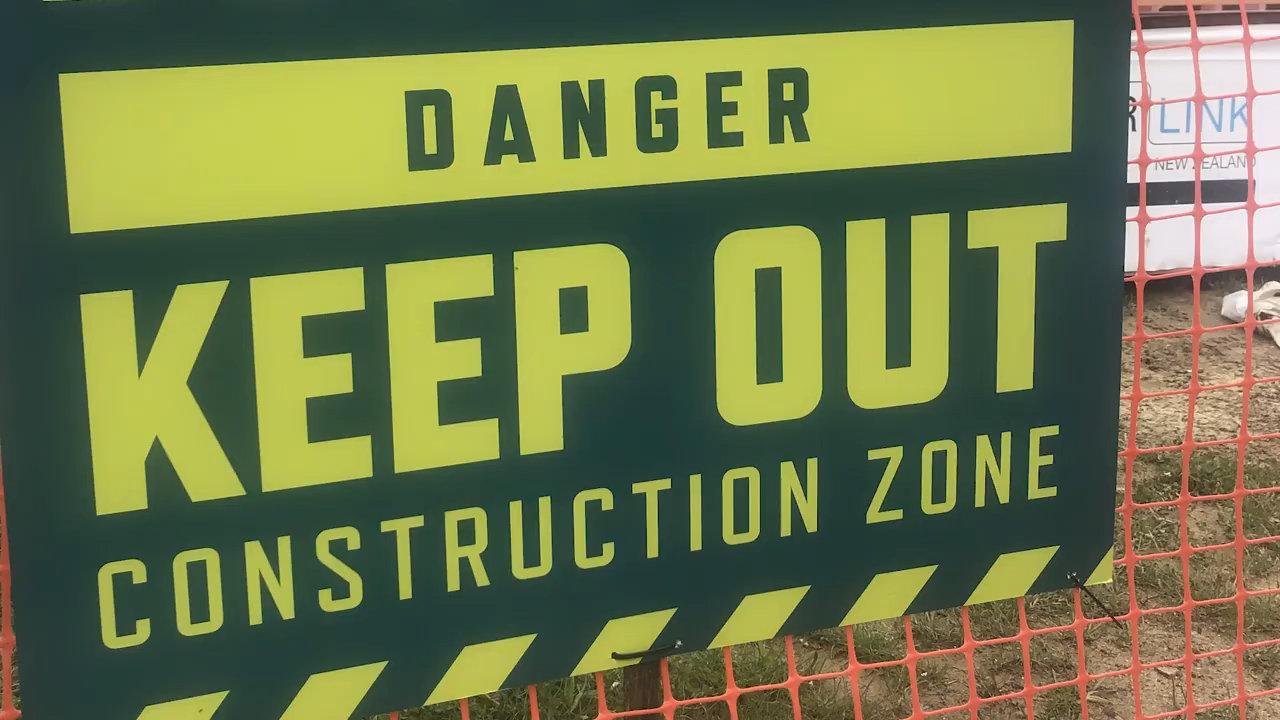 DANGER
KEEP OUT
CONSTRUCTION ZONE
LINK
NEW ZEALAND